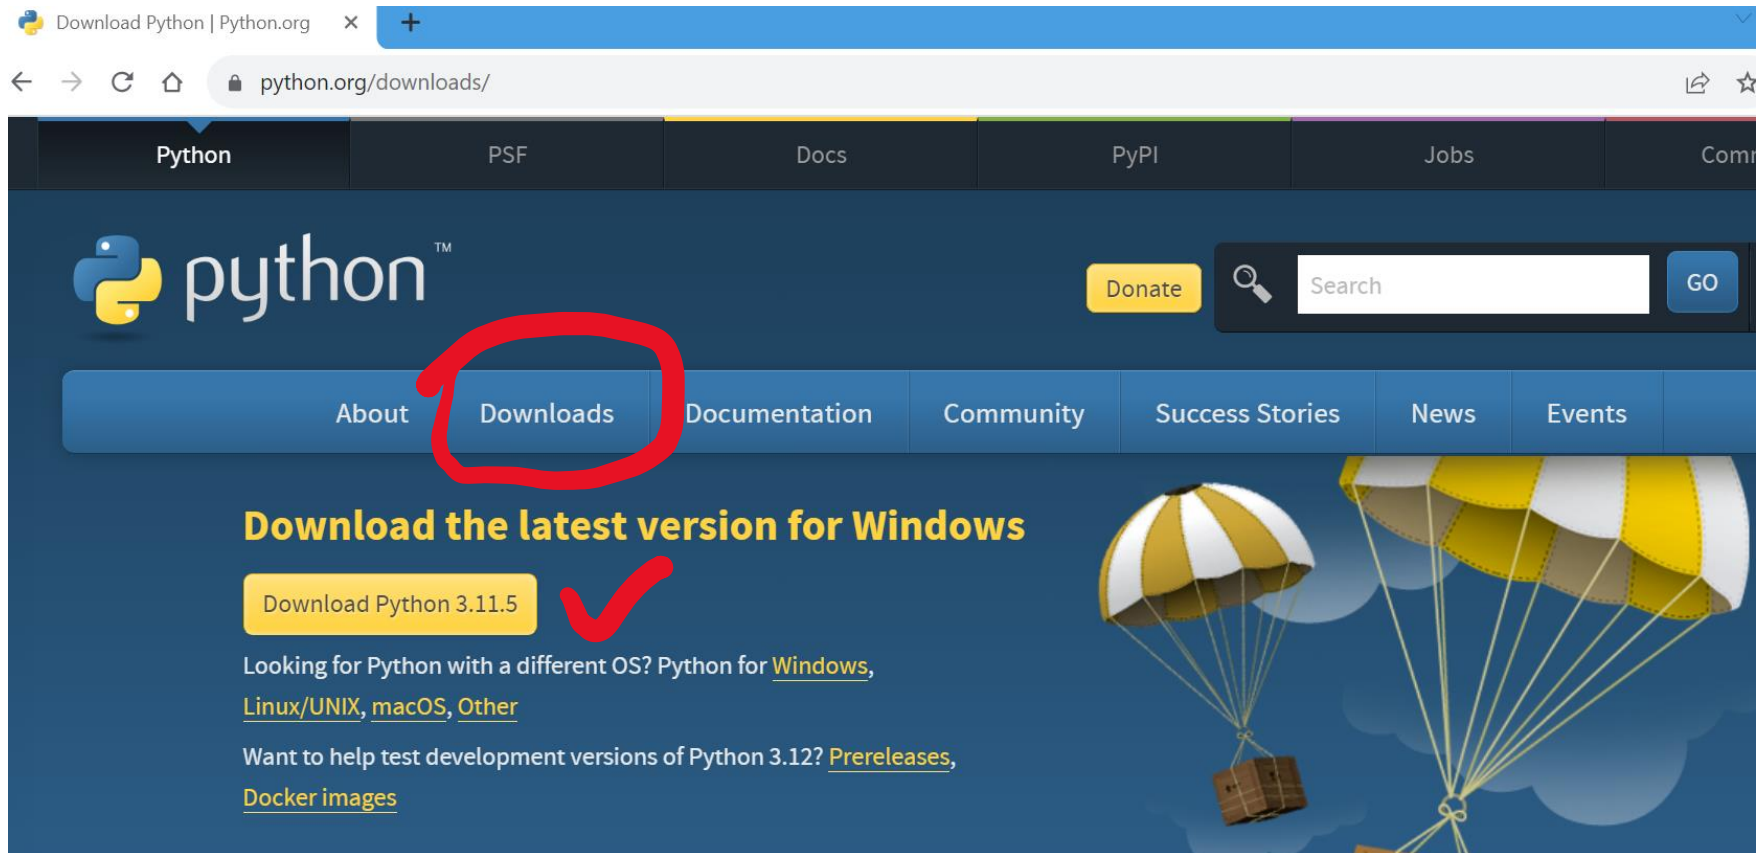 Download Python | Python.org
python.org/downloads/
Python PSF Docs PyPI Jobs
python™
Donate Search GO
About Downloads Documentation Community Success Stories News Events
Download the latest version for Windows
Download Python 3.11.5
Looking for Python with a different OS? Python for Windows,
Linux/UNIX, macOS, Other
Want to help test development versions of Python 3.12? Prereleases,
Docker images